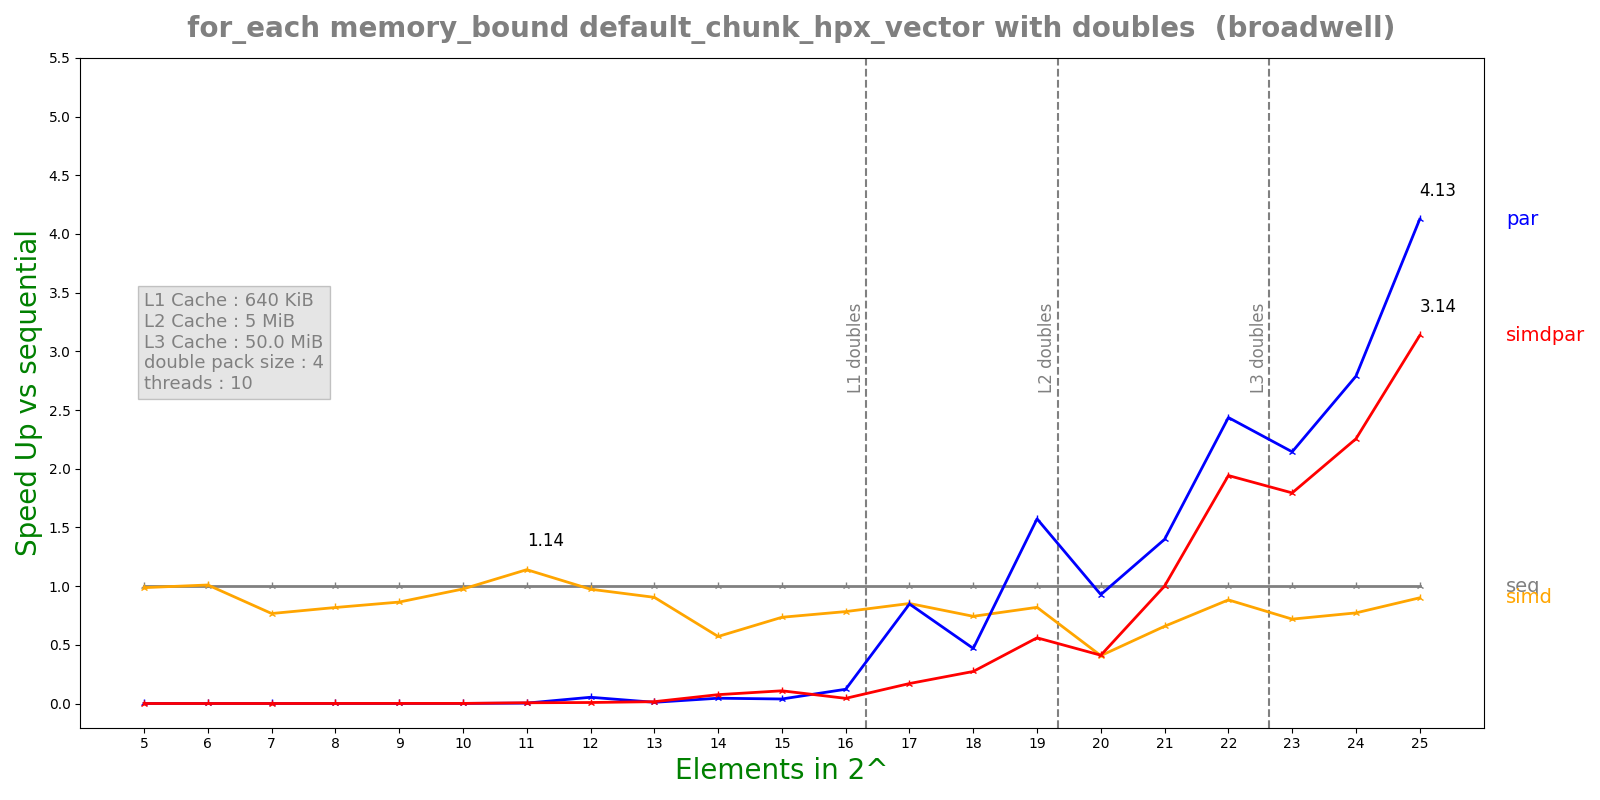 for_each memory_bound default_chunk_hpx_vector with doubles (broadwell)
Speed Up vs sequential
5.5
5.0
4.5
4.0
3.5
3.0
2.5
2.0
1.5
1.0
0.5
0.0
L1 Cache : 640 KiB
L2 Cache : 5 MiB
L3 Cache : 50.0 MiB
double pack size : 4
threads : 10
1.14
L1 doubles
L2 doubles
L3 doubles
4.13
3.14
par
simdpar
seq
simd
5 6 7 8 9 10 11 12 13 14 15 16 17 18 19 20 21 22 23 24 25
Elements in 2^